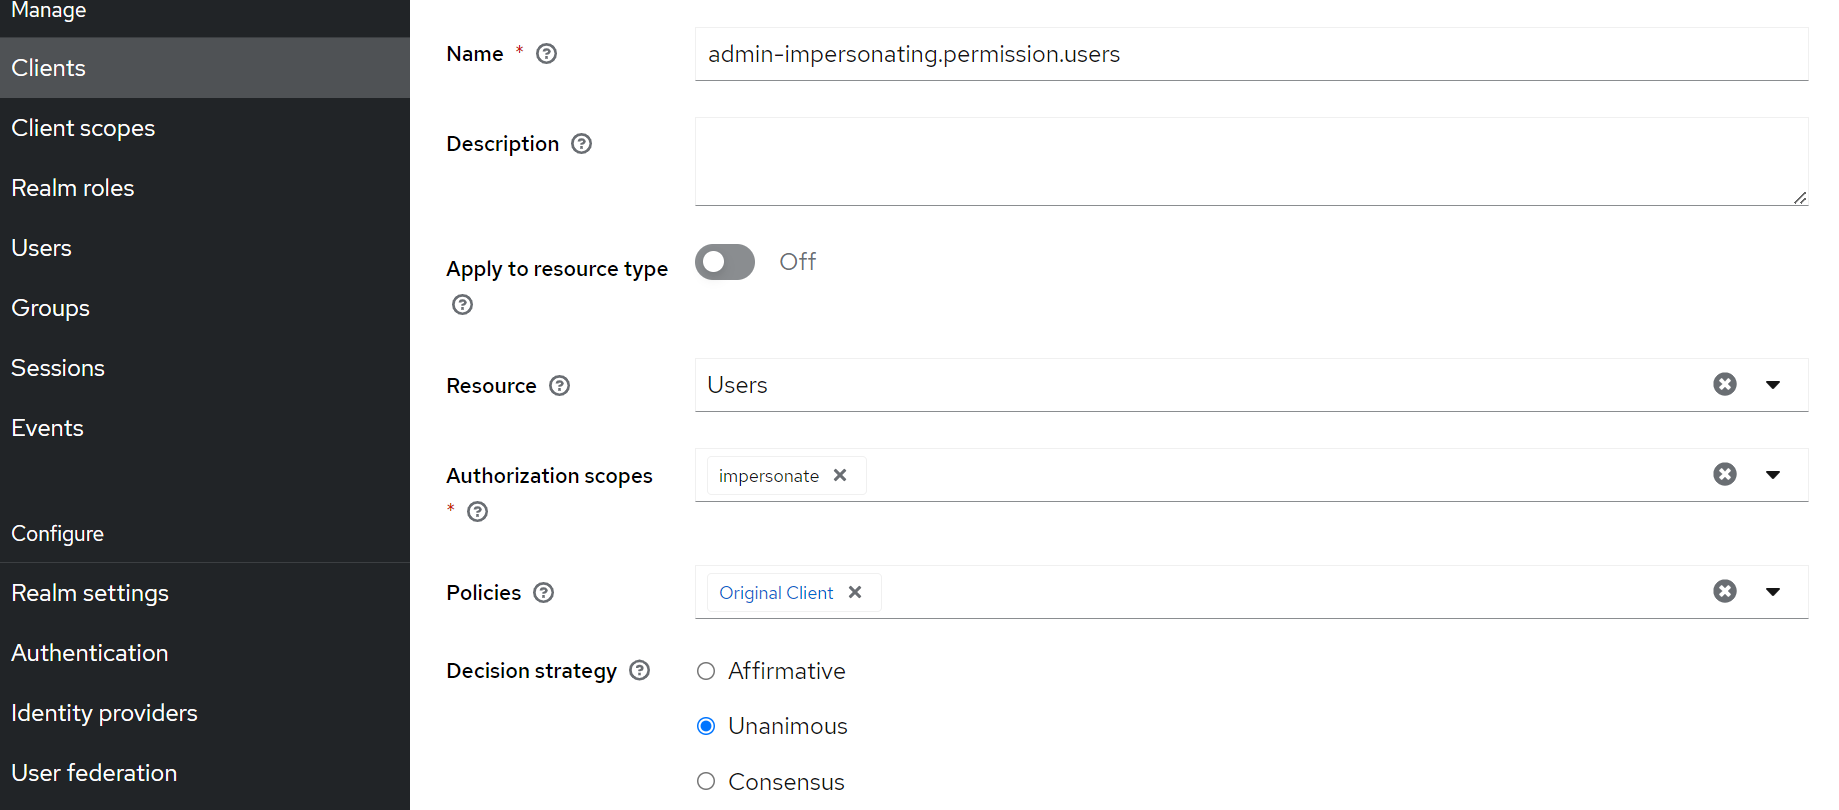 Manage
Clients
Client scopes
Realm roles
Users
Groups
Sessions
Events
Configure
Realm settings
Authentication
Identity providers
User federation
Name *
admin-impersonating.permission.users
Description
Apply to resource type
Off
Resource
Users
Authorization scopes
*
impersonate
Policies
Original Client
Decision strategy
Affirmative
Unanimous
Consensus